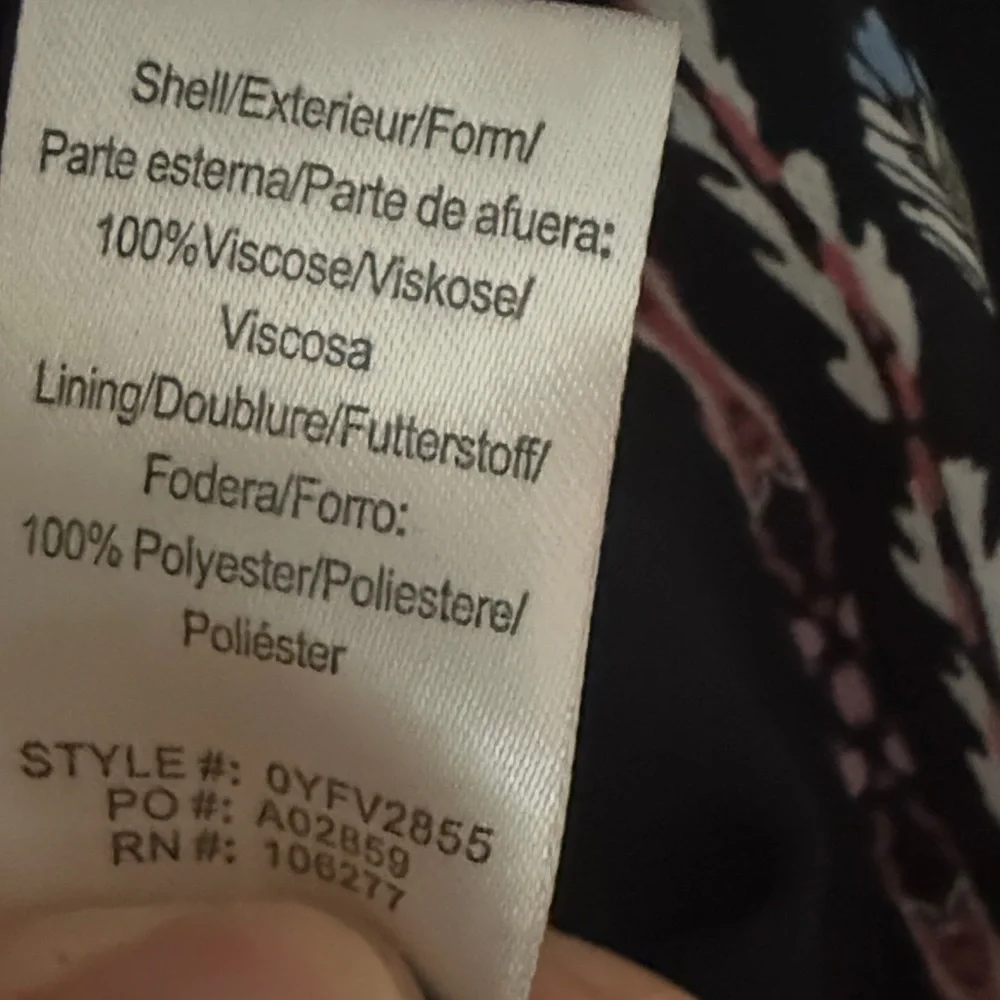 Shell/Exterieur/Form/
Parte esterna/Parte de afuera:
100%Viscose/Viskose/
Viscosa
Lining/Doublure/Futterstoff/
Fodera/Forro:
100% Polyester/Poliestere/
Poliéster
STYLE #: 0YFV2855
PO #: A02859
RN #: 106277